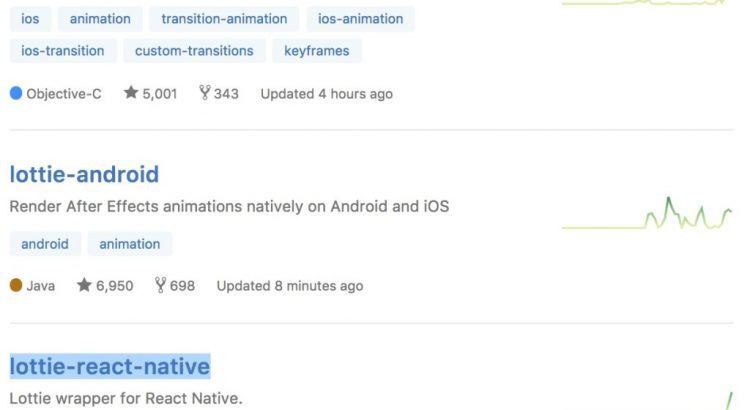 ios animation transition-animation ios-animation
ios-transition custom-transitions keyframes
Objective-C 5,001 343 Updated 4 hours ago
lottie-android
Render After Effects animations natively on Android and iOS
android animation
Java 6,950 698 Updated 8 minutes ago
lottie-react-native
Lottie wrapper for React Native.